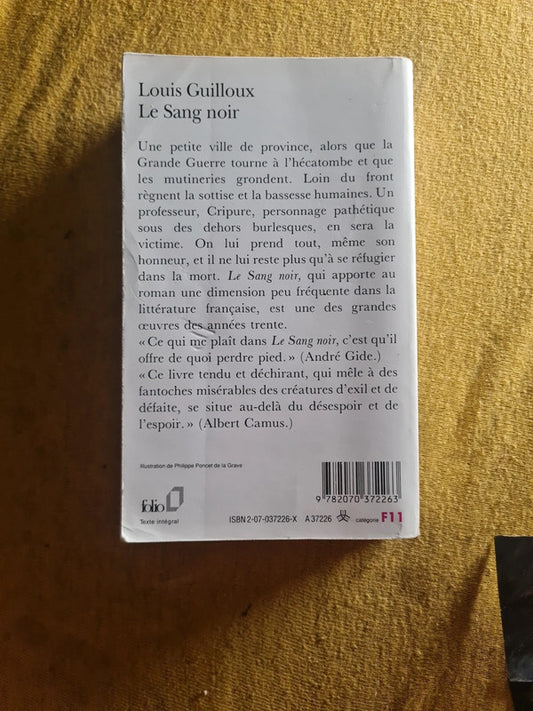 Louis Guilloux
Le Sang noir
Une petite ville de province, alors que la
Grande Guerre tourne à l'hécatombe et que
les mutineries grondent. Loin du front
règnent la sottise et la bassesse humaines. Un
professeur, Cripure, personnage pathétique
sous des dehors burlesques, en sera la
victime. On lui prend tout, même son
honneur, et il ne lui reste plus qu'à se réfugier
dans la mort. Le Sang noir, qui apporte au
roman une dimension peu fréquente dans la
littérature française, est une des grandes
œuvres des années trente.
« Ce qui me plaît dans Le Sang noir, c'est qu'il
offre de quoi perdre pied. » (André Gide.)
« Ce livre tendu et déchirant, qui mêle à des
fantoches misérables des créatures d'exil et de
défaite, se situe au-delà du désespoir et de
l'espoir. » (Albert Camus.)
Illustration de Philippe Poncet de la Grave
9 782070 372263
folio
Texte intégral
ISBN 2-07-037226-X A 37226 catégorie F11